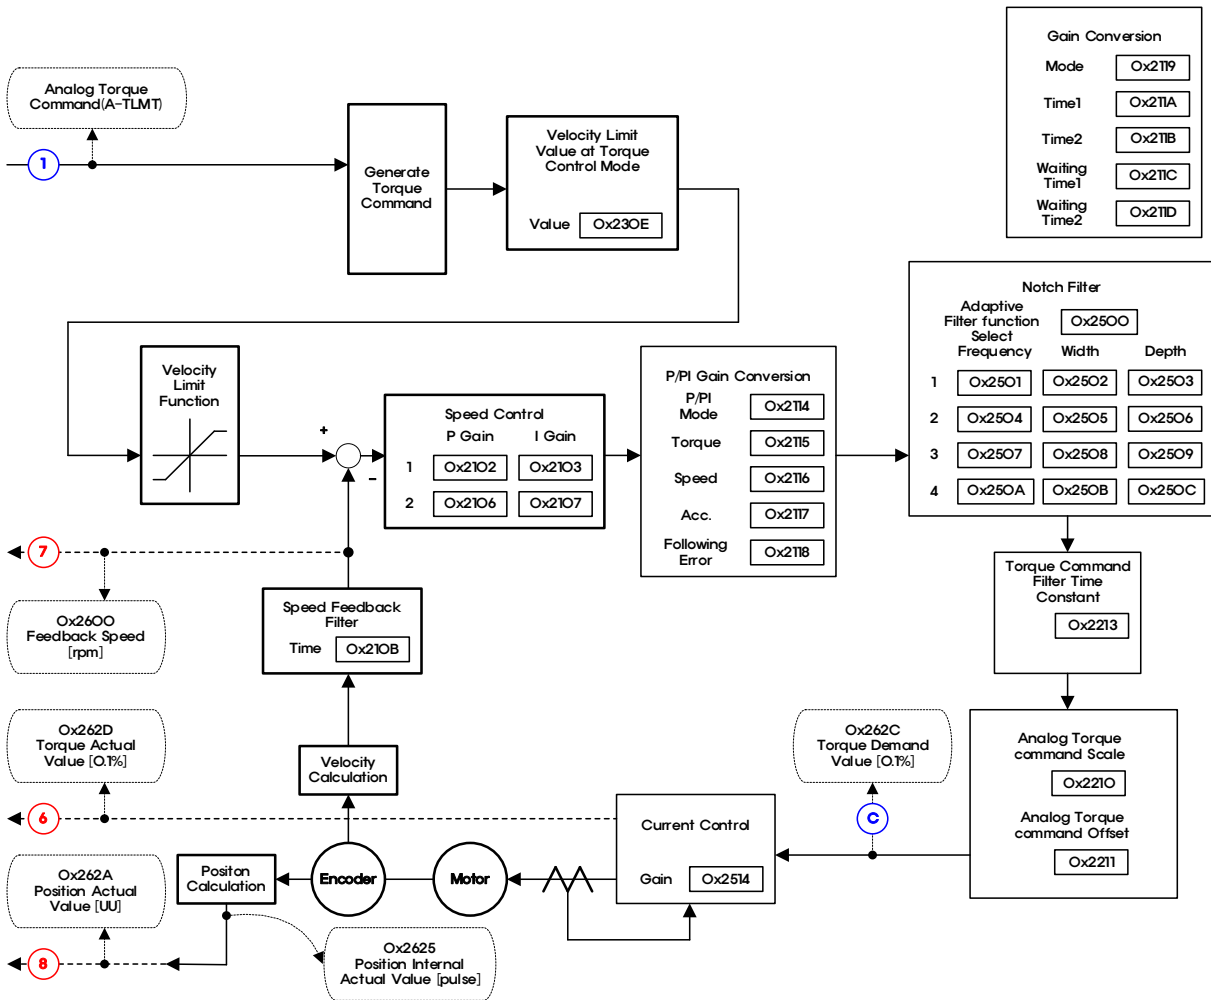 Gain Conversion
Mode 0x2119
Time1 0x211A
Time2 0x211B
Waiting
Time1 0x211C
Waiting
Time2 0x211D
Analog Torque
Command(A-TLMT)
1
Generate
Torque
Command
Velocity Limit
Value at Torque
Control Mode
Value 0x230E
Notch Filter
Adaptive
Filter function
Select
0x2500
Frequency Width Depth
1 0x2501 0x2502 0x2503
2 0x2504 0x2505 0x2506
3 0x2507 0x2508 0x2509
4 0x250A 0x250B 0x250C
Velocity
Limit
Function
+
-
Speed Control
P Gain I Gain
1 0x2102 0x2103
2 0x2106 0x2107
P/PI Gain Conversion
P/PI
Mode 0x2114
Torque 0x2115
Speed 0x2116
Acc. 0x2117
Following
Error 0x2118
7
0x2600
Feedback Speed
[rpm]
Speed Feedback
Filter
Time 0x210B
Torque Command
Filter Time
Constant
0x2213
0x262D
Torque Actual
Value [0.1%]
Velocity
Calculation
0x262C
Torque Demand
Value [0.1%]
Analog Torque
command Scale
0x2210
Analog Torque
command Offset
0x2211
6
C
Current Control
Gain 0x2514
0x262A
Position Actual
Value [UU]
Positon
Calculation
Encoder
Motor
8
0x2625
Position Internal
Actual Value [pulse]